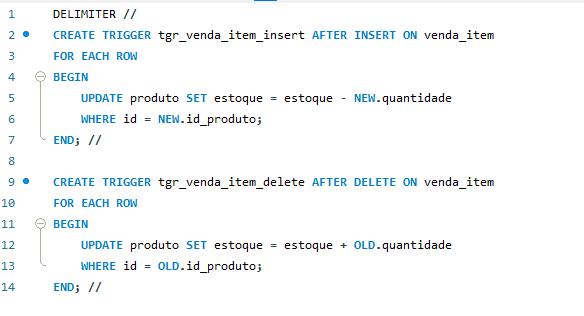 1 DELIMITER //
2 CREATE TRIGGER tgr_venda_item_insert AFTER INSERT ON venda_item
3 FOR EACH ROW
4 BEGIN
5 UPDATE produto SET estoque = estoque - NEW.quantidade
6 WHERE id = NEW.id_produto;
7 END; //
8
9 CREATE TRIGGER tgr_venda_item_delete AFTER DELETE ON venda_item
10 FOR EACH ROW
11 BEGIN
12 UPDATE produto SET estoque = estoque + OLD.quantidade
13 WHERE id = OLD.id_produto;
14 END; //